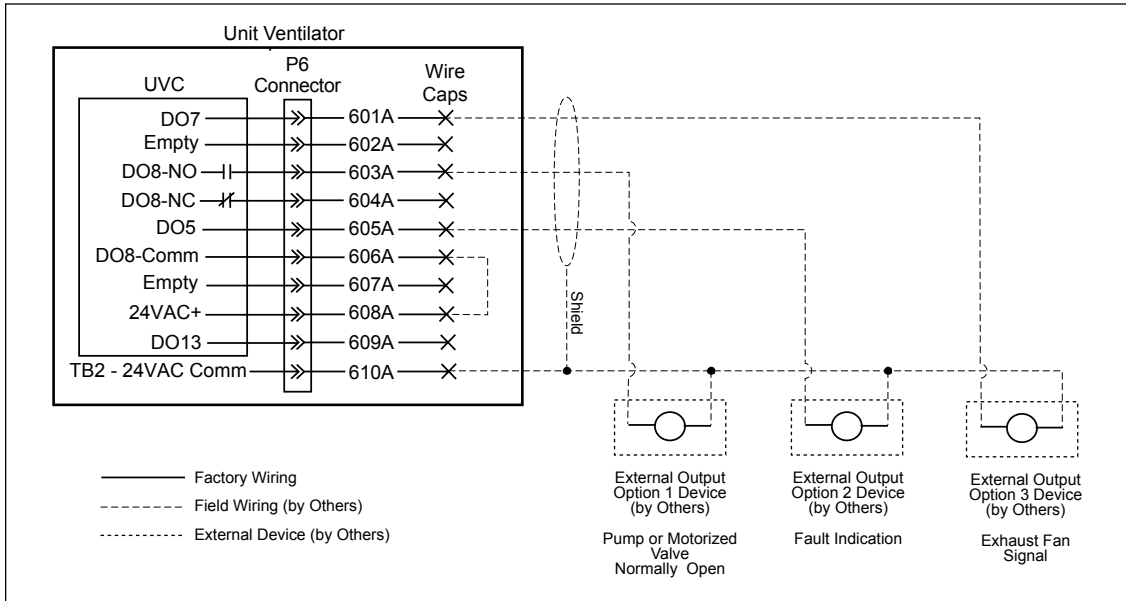 Unit Ventilator
P6
Connector
Wire
Caps
UVC
DO7
601A
Empty
602A
DO8-NO
603A
DO8-NC
604A
DO5
605A
DO8-Comm
606A
Empty
607A
24VAC+
608A
DO13
609A
TB2 - 24VAC Comm
610A
Shield
Factory Wiring
Field Wiring (by Others)
External Device (by Others)
External Output
Option 1 Device
(by Others)
Pump or Motorized
Valve
Normally Open
External Output
Option 2 Device
(by Others)
Fault Indication
External Output
Option 3 Device
(by Others)
Exhaust Fan
Signal